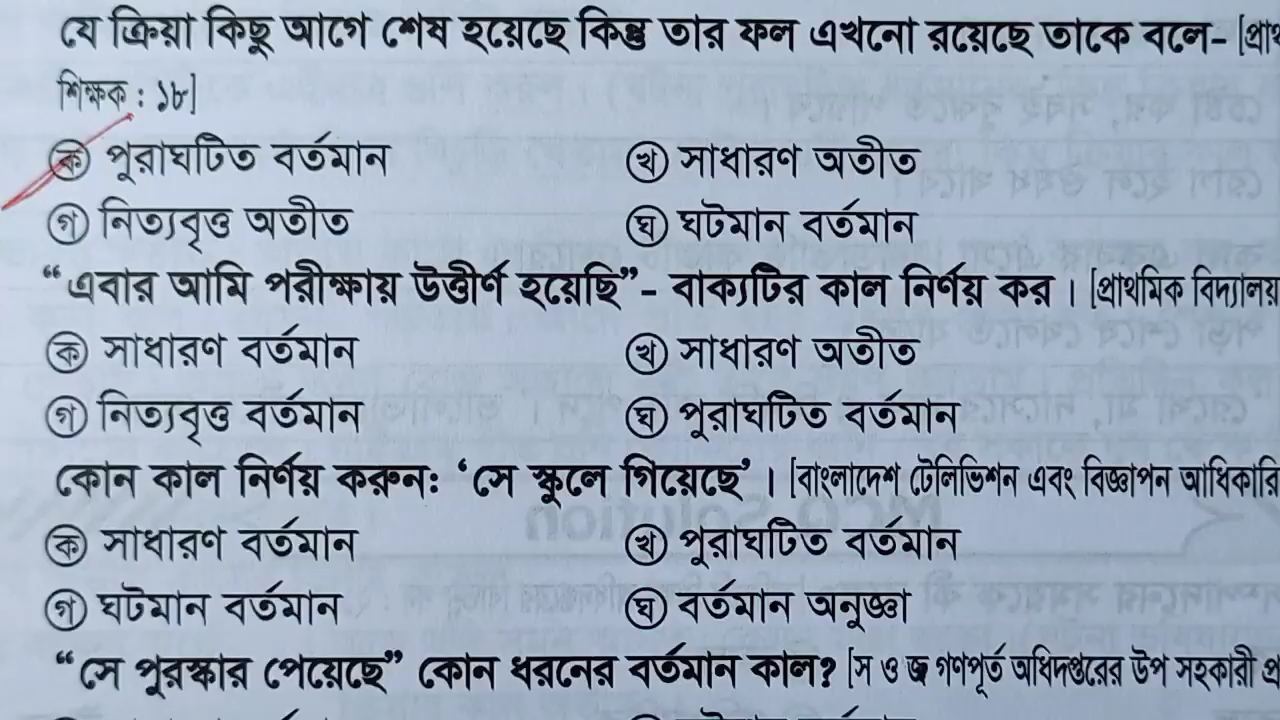 যে ক্রিয়া কিছু আগে শেষ হয়েছে কিন্তু তার ফল এখনো রয়েছে তাকে বলে- [প্রাথ
শিক্ষক : ১৮]
ক পুরাঘটিত বর্তমান খ সাধারণ অতীত
গ নিত্যবৃত্ত অতীত ঘ ঘটমান বর্তমান
“এবার আমি পরীক্ষায় উত্তীর্ণ হয়েছি”- বাক্যটির কাল নির্ণয় কর। [প্রাথমিক বিদ্যালয়
ক সাধারণ বর্তমান খ সাধারণ অতীত
গ নিত্যবৃত্ত বর্তমান ঘ পুরাঘটিত বর্তমান
কোন কাল নির্ণয় করুন: ‘সে স্কুলে গিয়েছে’। [বাংলাদেশ টেলিভিশন এবং বিজ্ঞাপন আধিকারি
ক সাধারণ বর্তমান খ পুরাঘটিত বর্তমান
গ ঘটমান বর্তমান ঘ বর্তমান অনুজ্ঞা
“সে পুরস্কার পেয়েছে” কোন ধরনের বর্তমান কাল? [স ও জ গণপূর্ত অধিদপ্তরের উপ সহকারী প্র